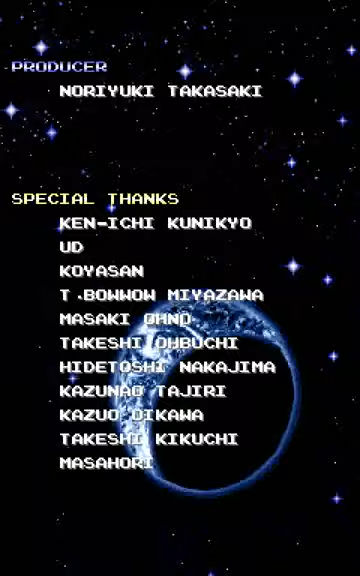 PRODUCER
NORIYUKI TAKASAKI
SPECIAL THANKS
KEN-ICHI KUNIKYO
UD
KOYASAN
T.BOWWOW MIYAZAWA
MASAKI OHNO
TAKESHI OHBUCHI
HIDETOSHI NAKAJIMA
KAZUNAO TAJIRI
KAZUO OIKAWA
TAKESHI KIKUCHI
MASAHORI